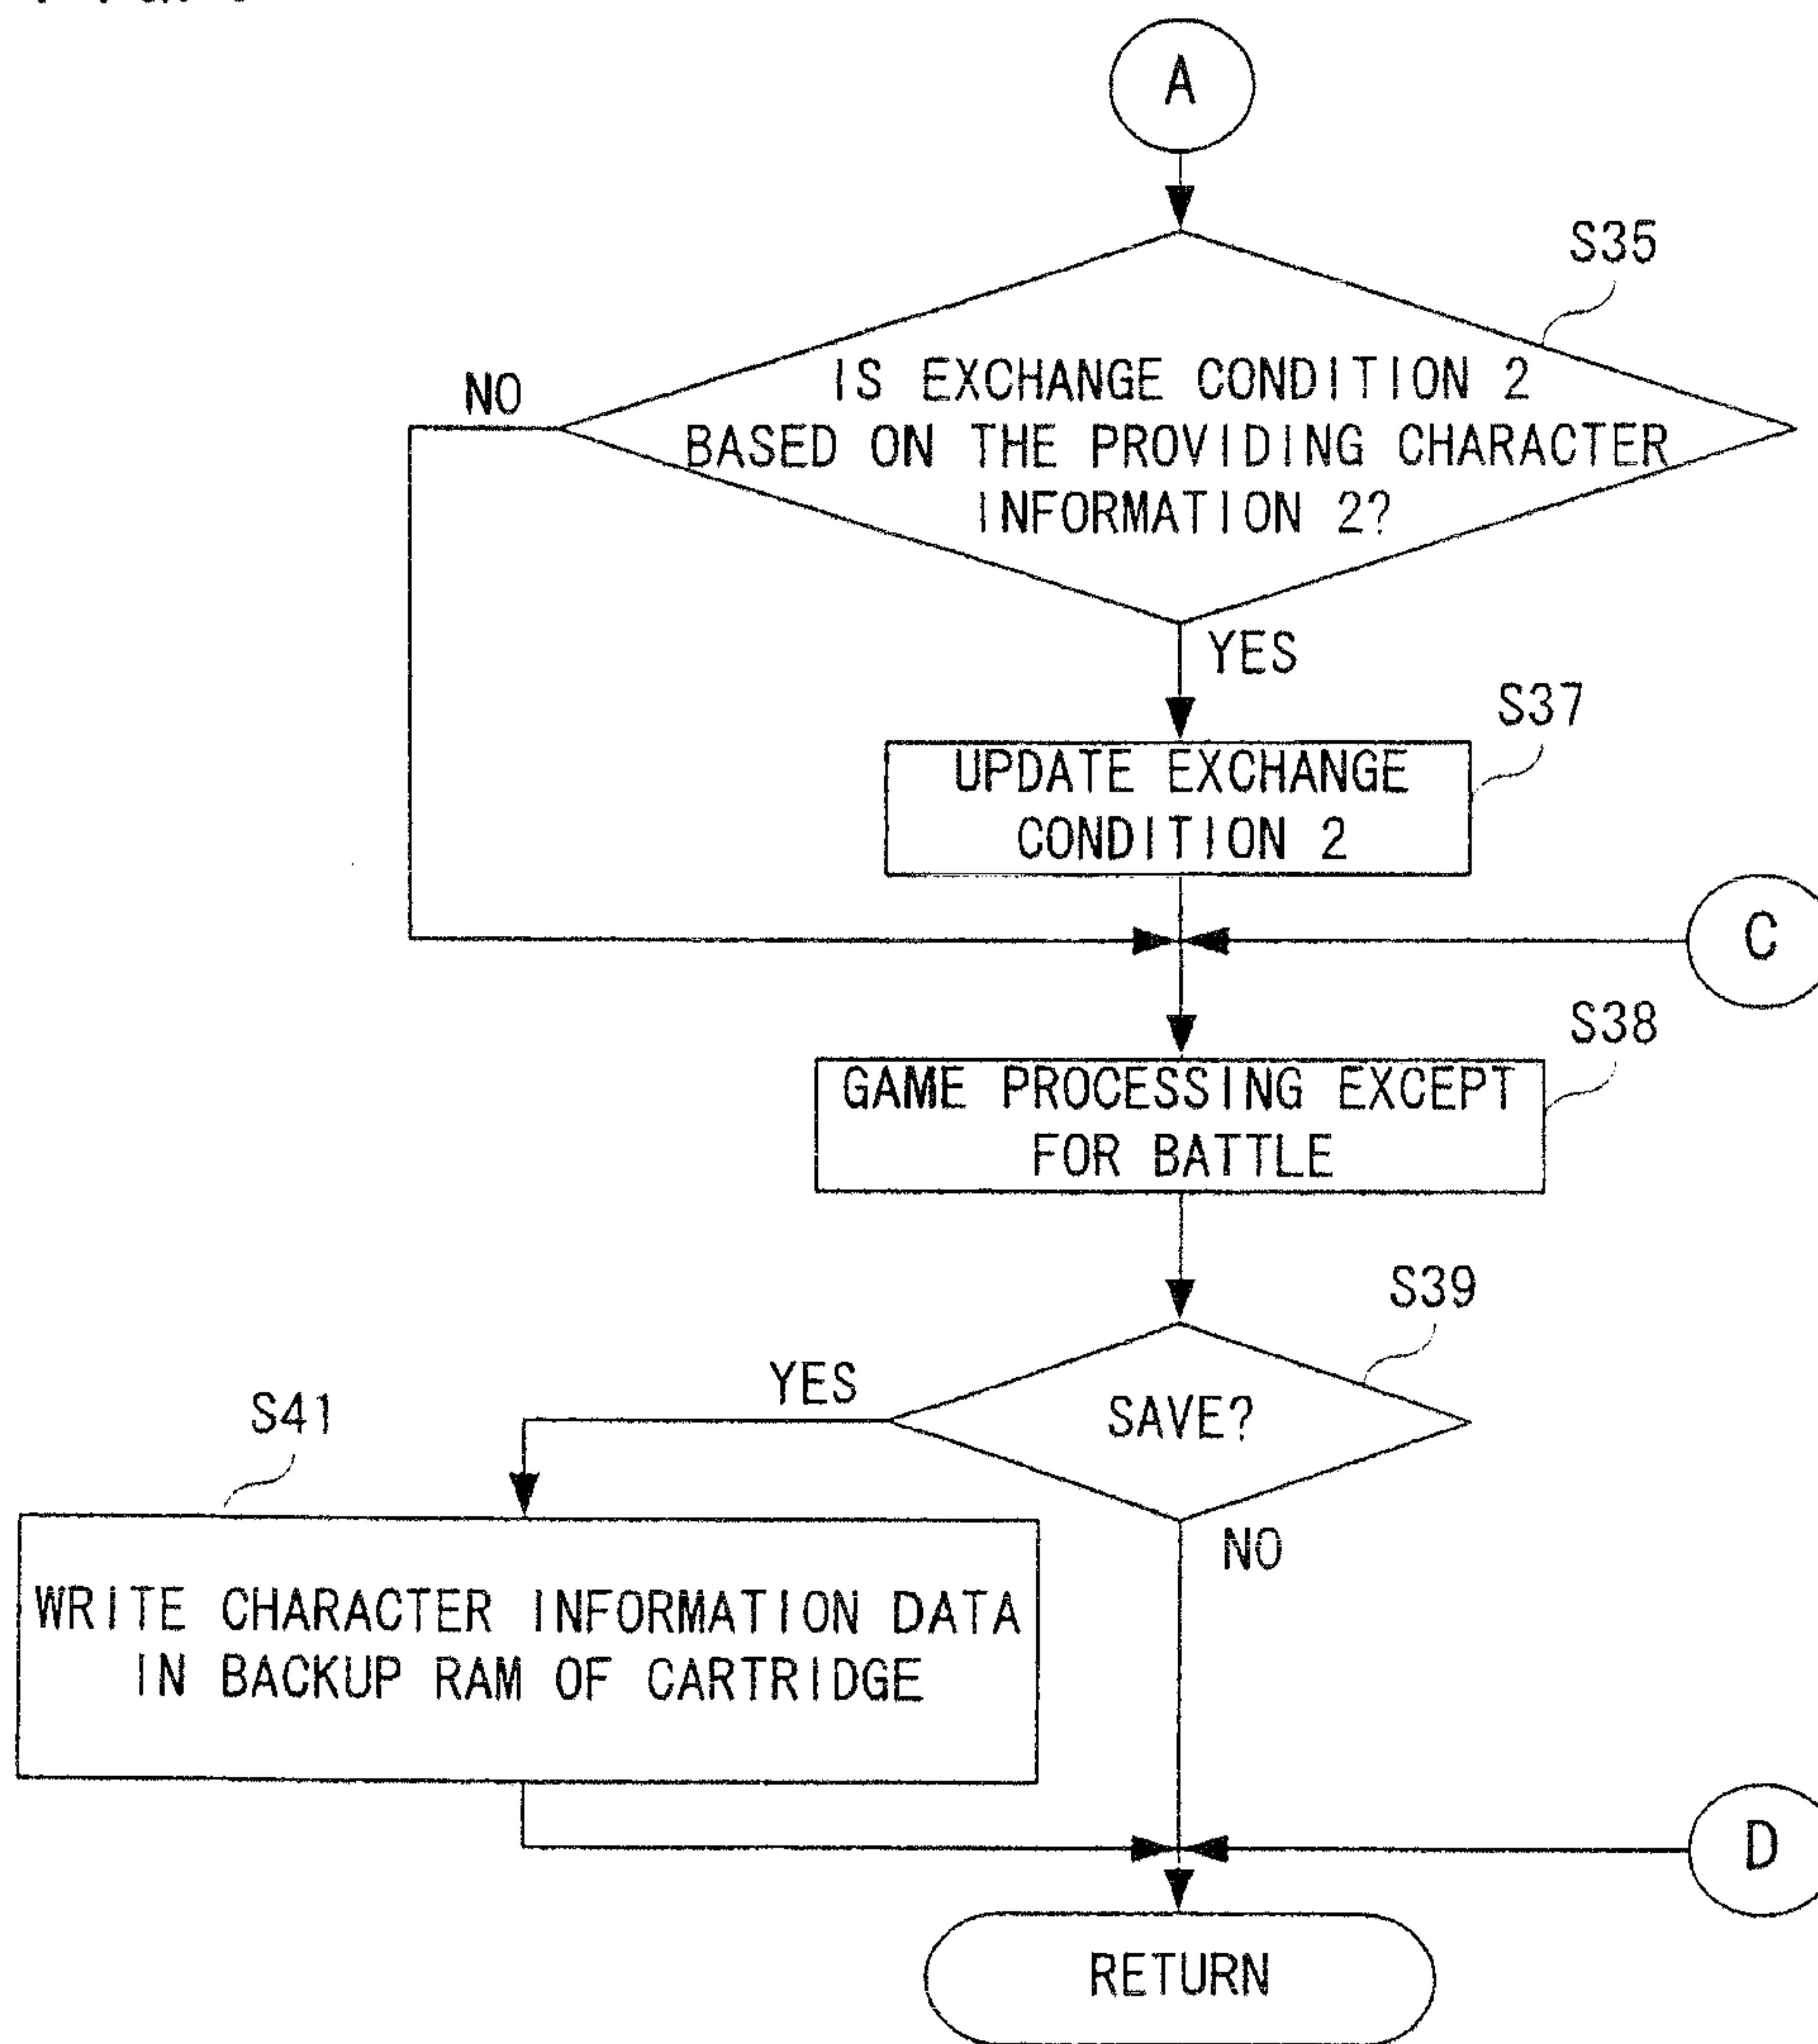 A
S35
NO
IS EXCHANGE CONDITION 2
BASED ON THE PROVIDING CHARACTER
INFORMATION 2?
YES
S37
UPDATE EXCHANGE
CONDITION 2
C
S38
GAME PROCESSING EXCEPT
FOR BATTLE
S39
YES
SAVE?
S41
NO
WRITE CHARACTER INFORMATION DATA
IN BACKUP RAM OF CARTRIDGE
D
RETURN